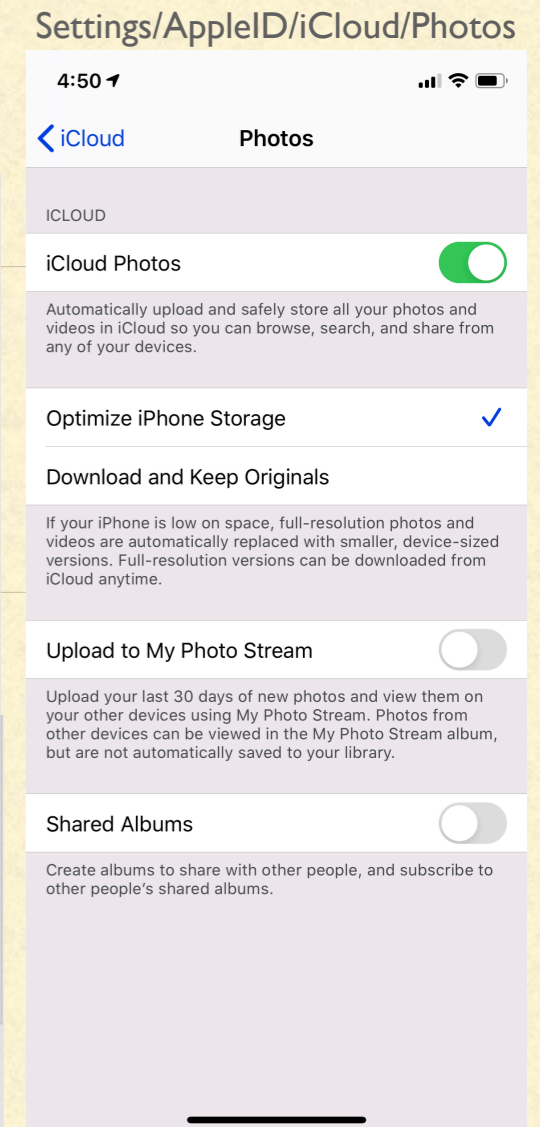 Settings/AppleID/iCloud/Photos
4:50
iCloud
Photos
ICLOUD
iCloud Photos
Automatically upload and safely store all your photos and
videos in iCloud so you can browse, search, and share from
any of your devices.
Optimize iPhone Storage
Download and Keep Originals
If your iPhone is low on space, full-resolution photos and
videos are automatically replaced with smaller, device-sized
versions. Full-resolution versions can be downloaded from
iCloud anytime.
Upload to My Photo Stream
Upload your last 30 days of new photos and view them on
your other devices using My Photo Stream. Photos from
other devices can be viewed in the My Photo Stream album,
but are not automatically saved to your library.
Shared Albums
Create albums to share with other people, and subscribe to
other people’s shared albums.